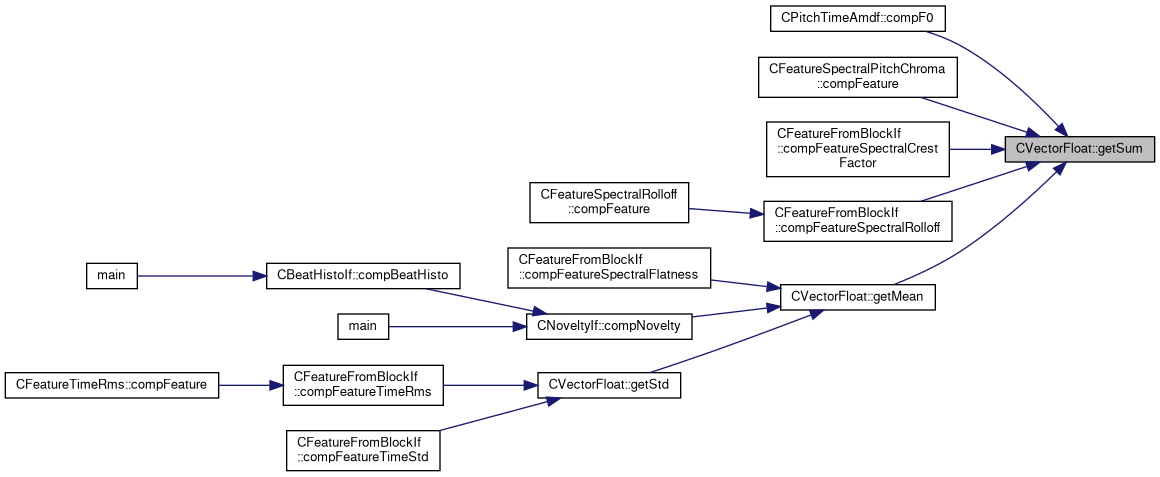 CPitchTimeAmdf::compF0
CFeatureSpectralPitchChroma
::compFeature
CFeatureFromBlockIf
::compFeatureSpectralCrest
Factor
CVectorFloat::getSum
CFeatureSpectralRolloff
::compFeature
CFeatureFromBlockIf
::compFeatureSpectralRolloff
CFeatureFromBlockIf
::compFeatureSpectralFlatness
main
CBeatHistoIf::compBeatHisto
CVectorFloat::getMean
main
CNoveltyIf::compNovelty
CFeatureTimeRms::compFeature
CFeatureFromBlockIf
::compFeatureTimeRms
CVectorFloat::getStd
CFeatureFromBlockIf
::compFeatureTimeStd